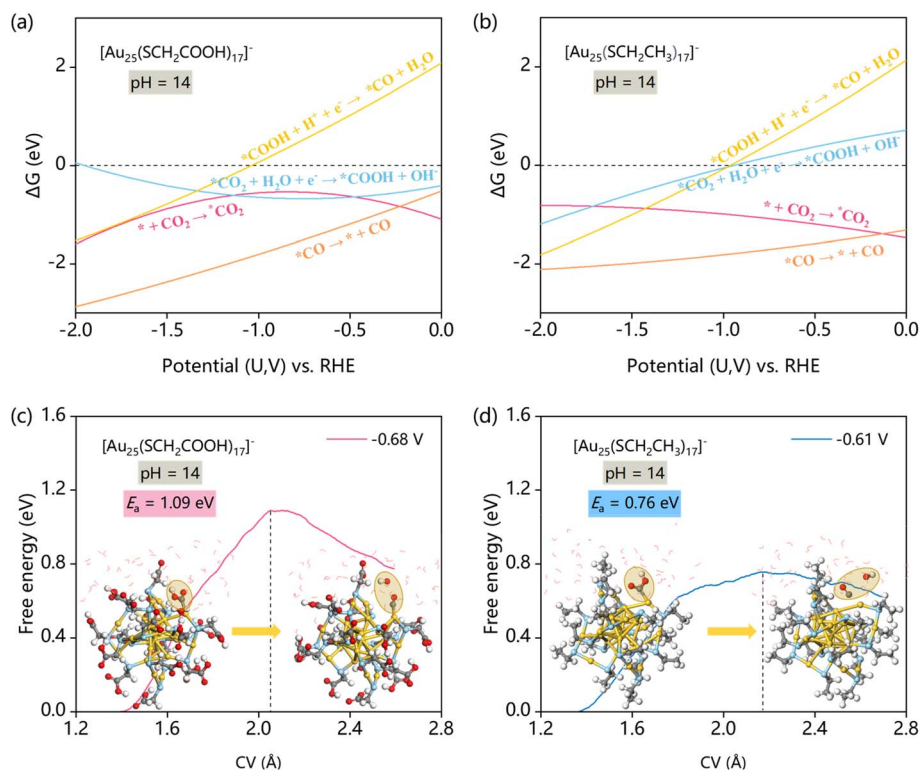 (a)
[Au₂₅(SCH₂COOH)₁₇]⁻
pH = 14
*COOH + H⁺ + e⁻ → *CO + H₂O
*CO₂ + H₂O + e⁻ → *COOH + OH⁻
* + CO₂ → *CO₂
*CO → * + CO
ΔG (eV)
2
0
-2
-2.0 -1.5 -1.0 -0.5 0.0
Potential (U,V) vs. RHE
(b)
[Au₂₅(SCH₂CH₃)₁₇]⁻
pH = 14
*COOH + H⁺ + e⁻ → *CO + H₂O
*CO₂ + H₂O + e⁻ → *COOH + OH⁻
* + CO₂ → *CO₂
*CO → * + CO
ΔG (eV)
2
0
-2
-2.0 -1.5 -1.0 -0.5 0.0
Potential (U,V) vs. RHE
(c)
[Au₂₅(SCH₂COOH)₁₇]⁻
-0.68 V
pH = 14
Eₐ = 1.09 eV
Free energy (eV)
1.6
1.2
0.8
0.4
0.0
1.2 1.6 2.0 2.4 2.8
CV (Å)
(d)
[Au₂₅(SCH₂CH₃)₁₇]⁻
-0.61 V
pH = 14
Eₐ = 0.76 eV
Free energy (eV)
1.6
1.2
0.8
0.4
0.0
1.2 1.6 2.0 2.4 2.8
CV (Å)